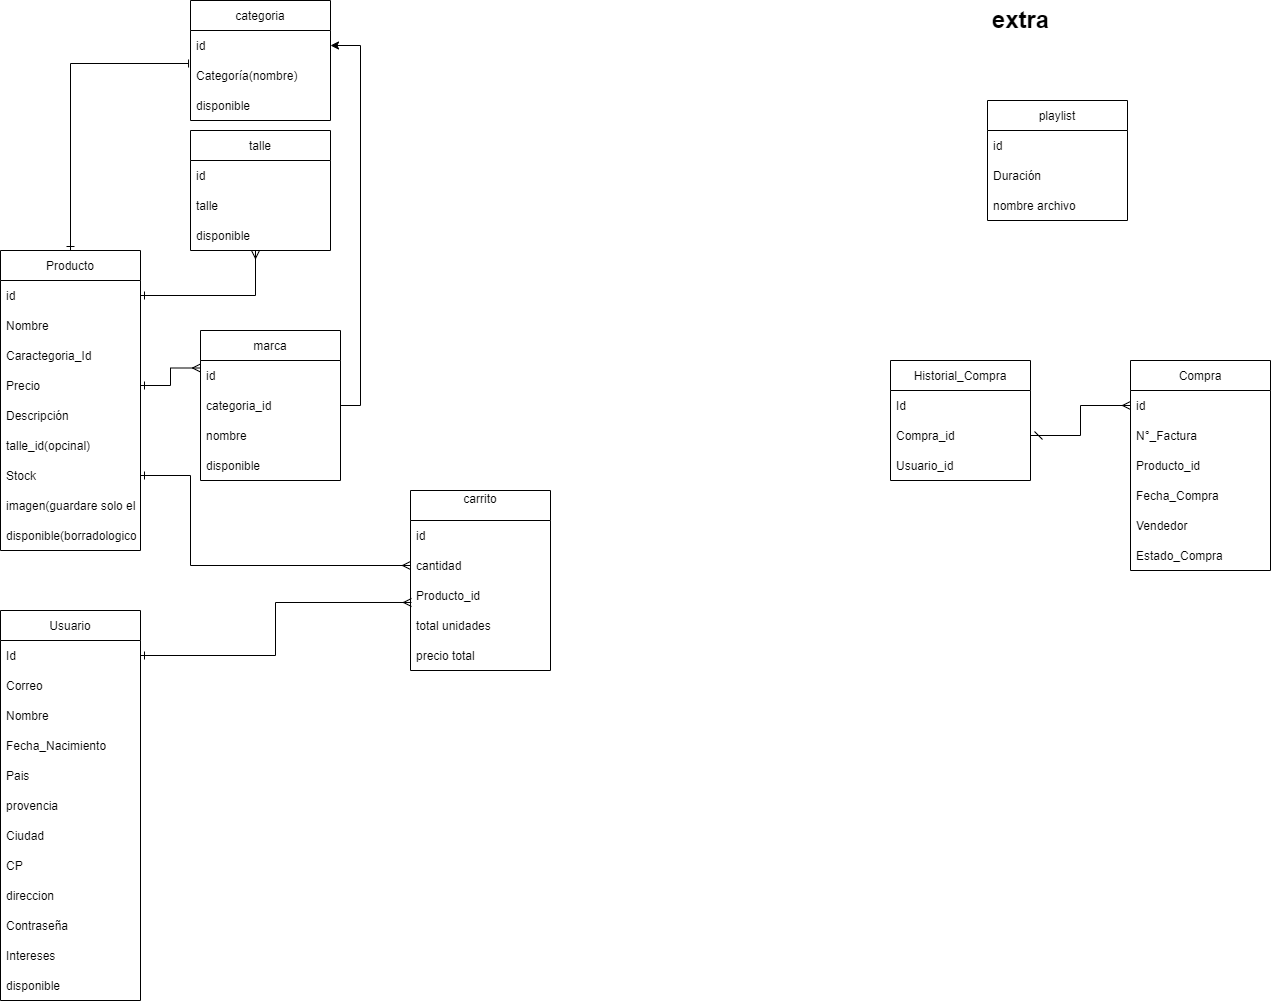 categoria
id
Categoría(nombre)
disponible
talle
id
talle
disponible
Producto
id
Nombre
Caractegoria_Id
Precio
Descripción
talle_id(opcinal)
Stock
imagen(guardare solo el
disponible(borradologico
marca
id
categoria_id
nombre
disponible
carrito
id
cantidad
Producto_id
total unidades
precio total
Usuario
Id
Correo
Nombre
Fecha_Nacimiento
Pais
provencia
Ciudad
CP
direccion
Contraseña
Intereses
disponible
extra
playlist
id
Duración
nombre archivo
Historial_Compra
Id
Compra_id
Usuario_id
Compra
id
N°_Factura
Producto_id
Fecha_Compra
Vendedor
Estado_Compra